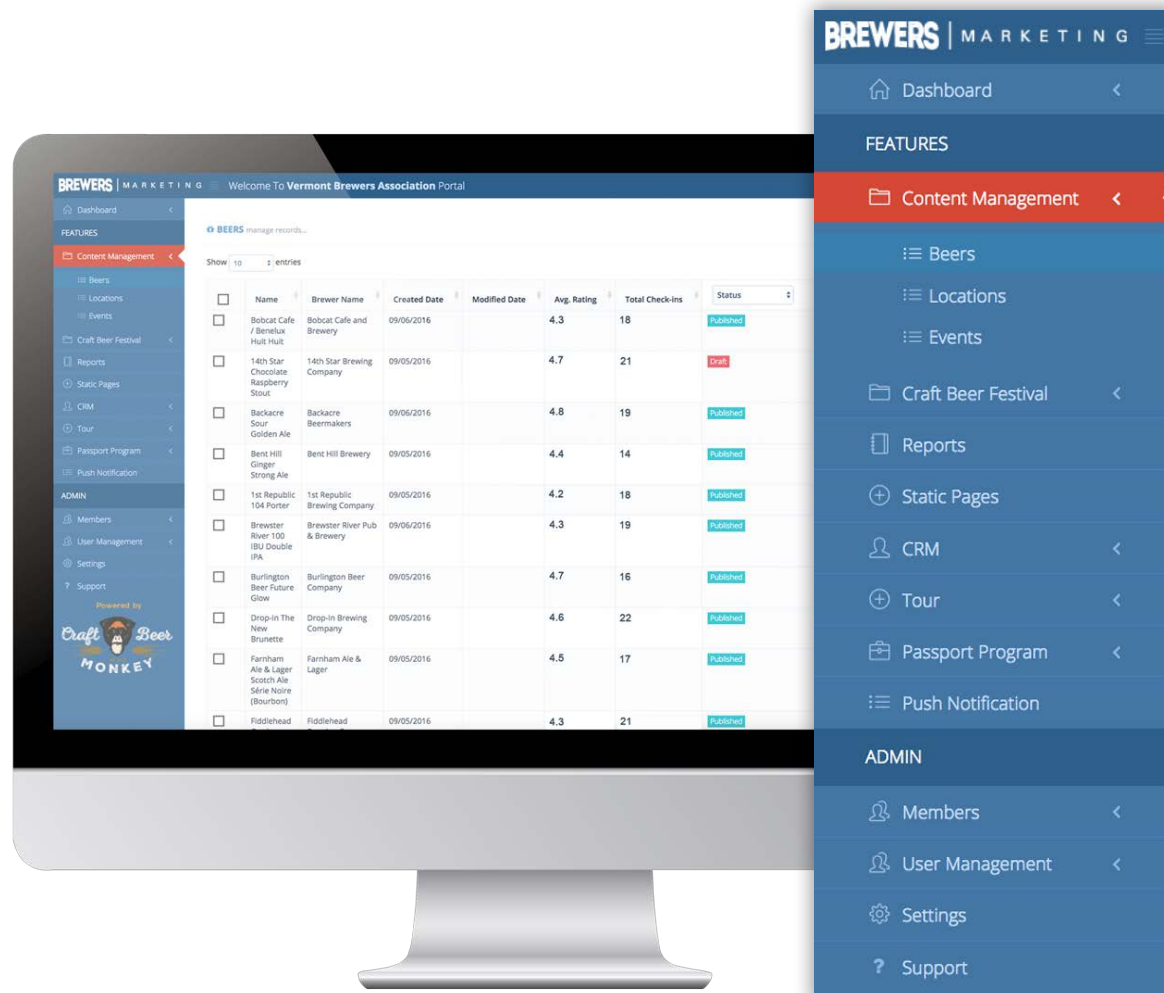 BREWERS | MARKETING
Welcome To Vermont Brewers Association Portal
Dashboard
FEATURES
Content Management
Beers
Locations
Events
Craft Beer Festival
Reports
Static Pages
CRM
Tour
Passport Program
Push Notification
ADMIN
Members
User Management
Settings
? Support
Powered by
Craft Beer
MONKEY
BEERS manage records...
Show 10 entries
Name Brewer Name Created Date Modified Date Avg. Rating Total Check-ins Status
Bobcat Cafe Bobcat Cafe and 09/06/2016 4.3 18 Published
/ Benelux Brewery
Huit Huit
14th Star 14th Star Brewing 09/05/2016 4.7 21 Draft
Chocolate Company
Raspberry
Stout
Backacre Backacre 09/06/2016 4.8 19 Published
Sour Beermakers
Golden Ale
Bent Hill Bent Hill Brewery 09/05/2016 4.4 14 Published
Ginger
Strong Ale
1st Republic 1st Republic 09/05/2016 4.2 18 Published
104 Porter Brewing Company
Brewster Brewster River Pub 09/06/2016 4.3 19 Published
River 100 & Brewery
IBU Double
IPA
Burlington Burlington Beer 09/05/2016 4.7 16 Published
Beer Future Company
Glow
Drop-In The Drop-In Brewing 09/05/2016 4.6 22 Published
New Company
Brunette
Farnham Farnham Ale & 09/05/2016 4.5 17 Published
Ale & Lager Lager
Scotch Ale
Série Noire
(Bourbon)
Fiddlehead Fiddlehead 09/05/2016 4.3 21 Published
BREWERS | MARKETING
Dashboard
FEATURES
Content Management
Beers
Locations
Events
Craft Beer Festival
Reports
Static Pages
CRM
Tour
Passport Program
Push Notification
ADMIN
Members
User Management
Settings
? Support